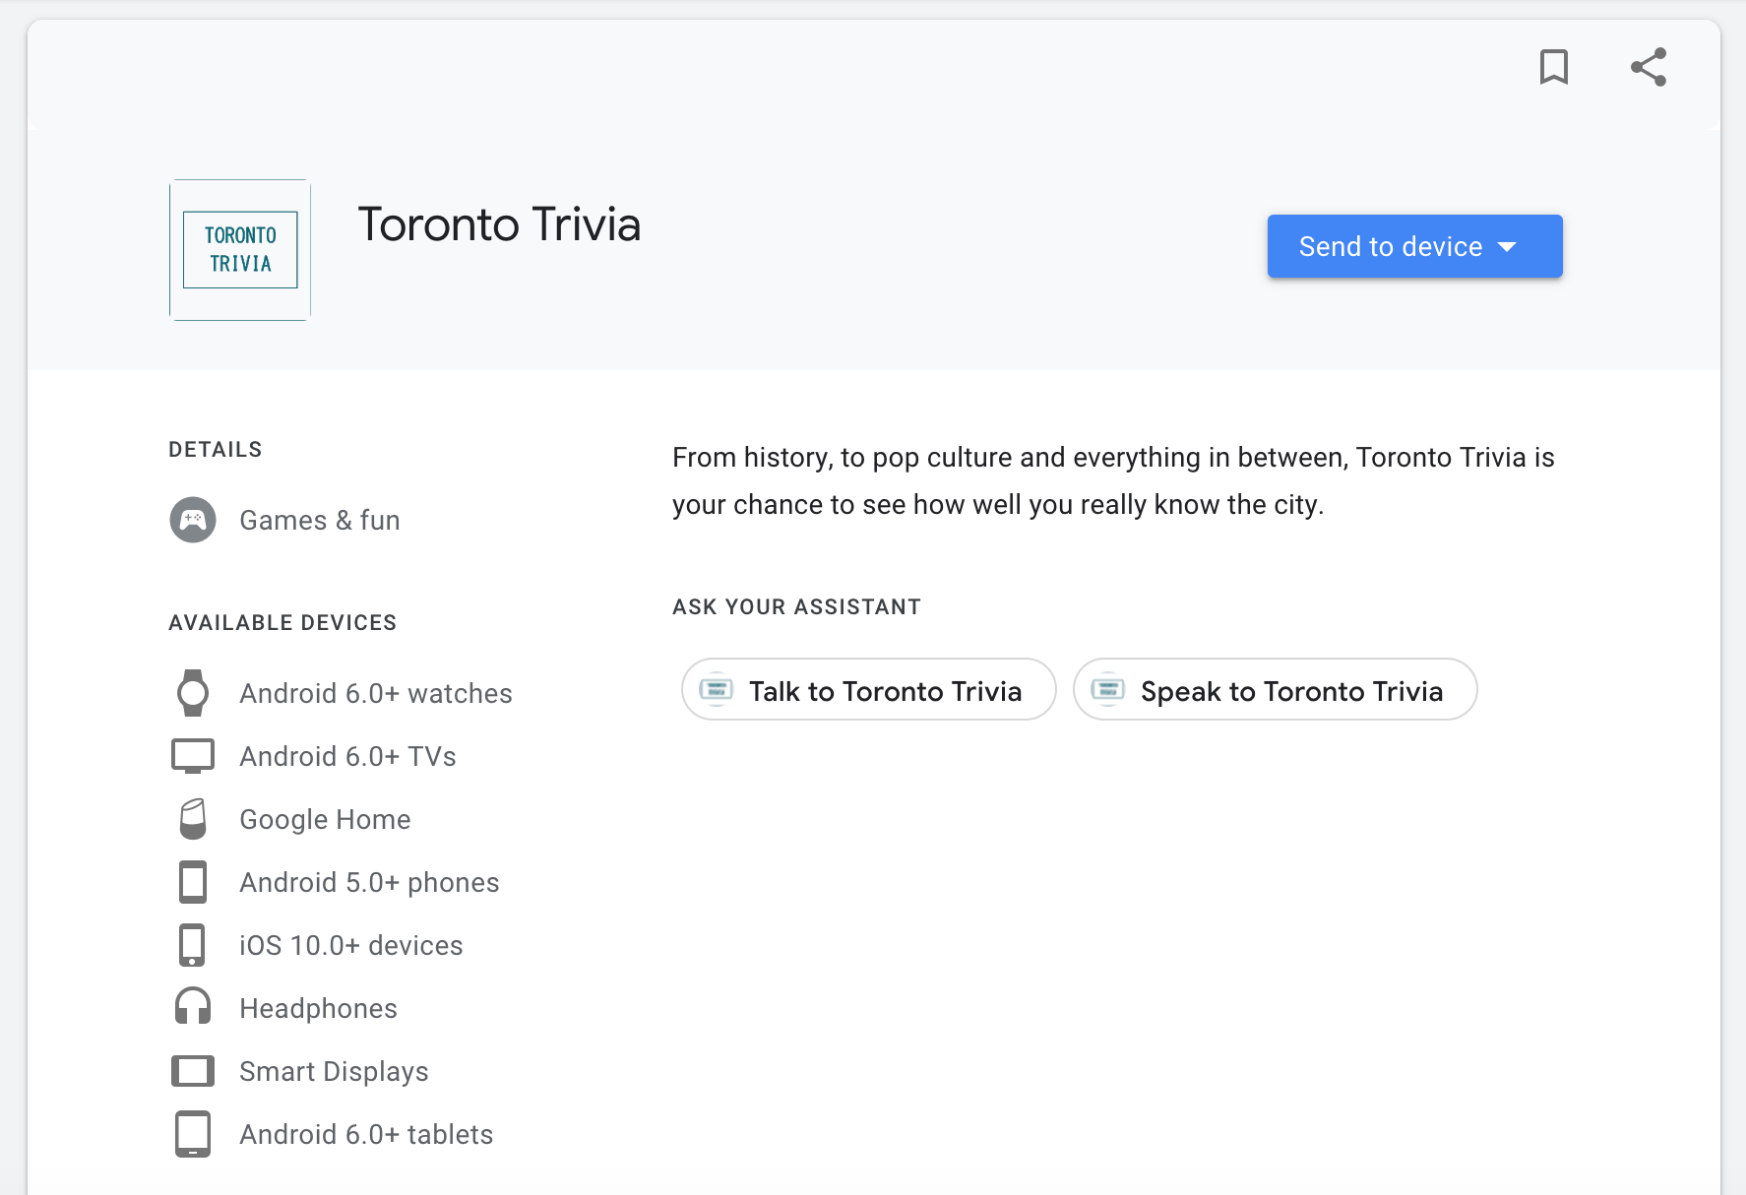 TORONTO
TRIVIA
Toronto Trivia
Send to device
DETAILS
Games & fun
AVAILABLE DEVICES
Android 6.0+ watches
Android 6.0+ TVs
Google Home
Android 5.0+ phones
iOS 10.0+ devices
Headphones
Smart Displays
Android 6.0+ tablets
From history, to pop culture and everything in between, Toronto Trivia is
your chance to see how well you really know the city.
ASK YOUR ASSISTANT
Talk to Toronto Trivia
Speak to Toronto Trivia